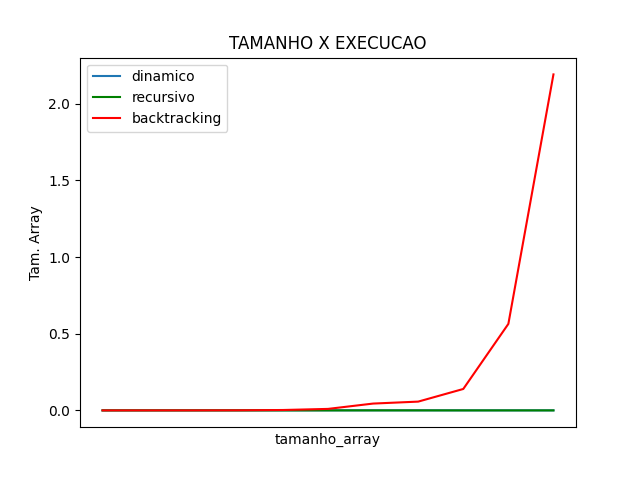 TAMANHO X EXECUCAO
dinamico
recursivo
backtracking
2.0
1.5
1.0
0.5
0.0
Tam. Array
tamanho_array